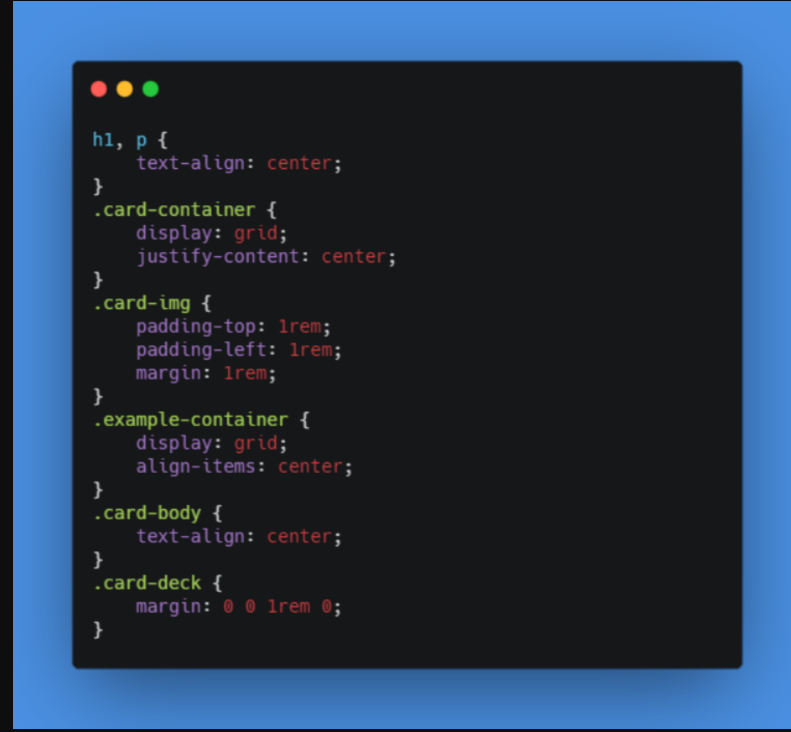 h1, p {
    text-align: center;
}
.card-container {
    display: grid;
    justify-content: center;
}
.card-img {
    padding-top: 1rem;
    padding-left: 1rem;
    margin: 1rem;
}
.example-container {
    display: grid;
    align-items: center;
}
.card-body {
    text-align: center;
}
.card-deck {
    margin: 0 0 1rem 0;
}